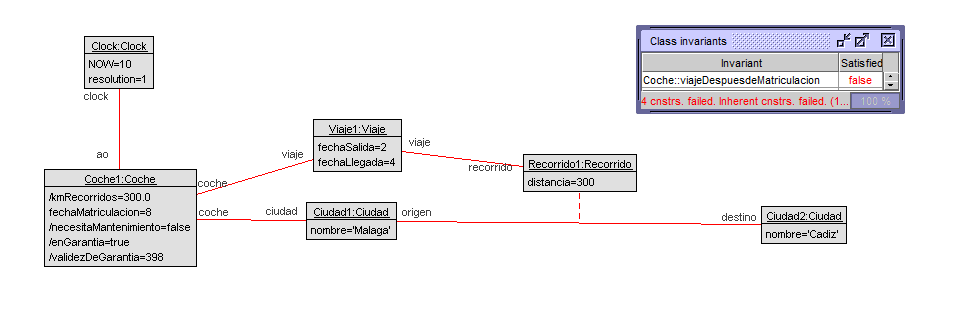 Clock:Clock
NOW=10
resolution=1
clock
ao
Class invariants
Invariant
Satisfied
Coche::viajeDespuesdeMatriculacion
false
4 cnstrs. failed. Inherent cnstrs. failed. (1...
100 %
Viaje1:Viaje
fechaSalida=2
fechaLlegada=4
viaje
viaje
recorrido
Recorrido1:Recorrido
distancia=300
Coche1:Coche
/kmRecorridos=300.0
fechaMatriculacion=8
/necesitaMantenimiento=false
/enGarantia=true
/validezDeGarantia=398
coche
coche
ciudad
Ciudad1:Ciudad
nombre='Malaga'
origen
destino
Ciudad2:Ciudad
nombre='Cadiz'